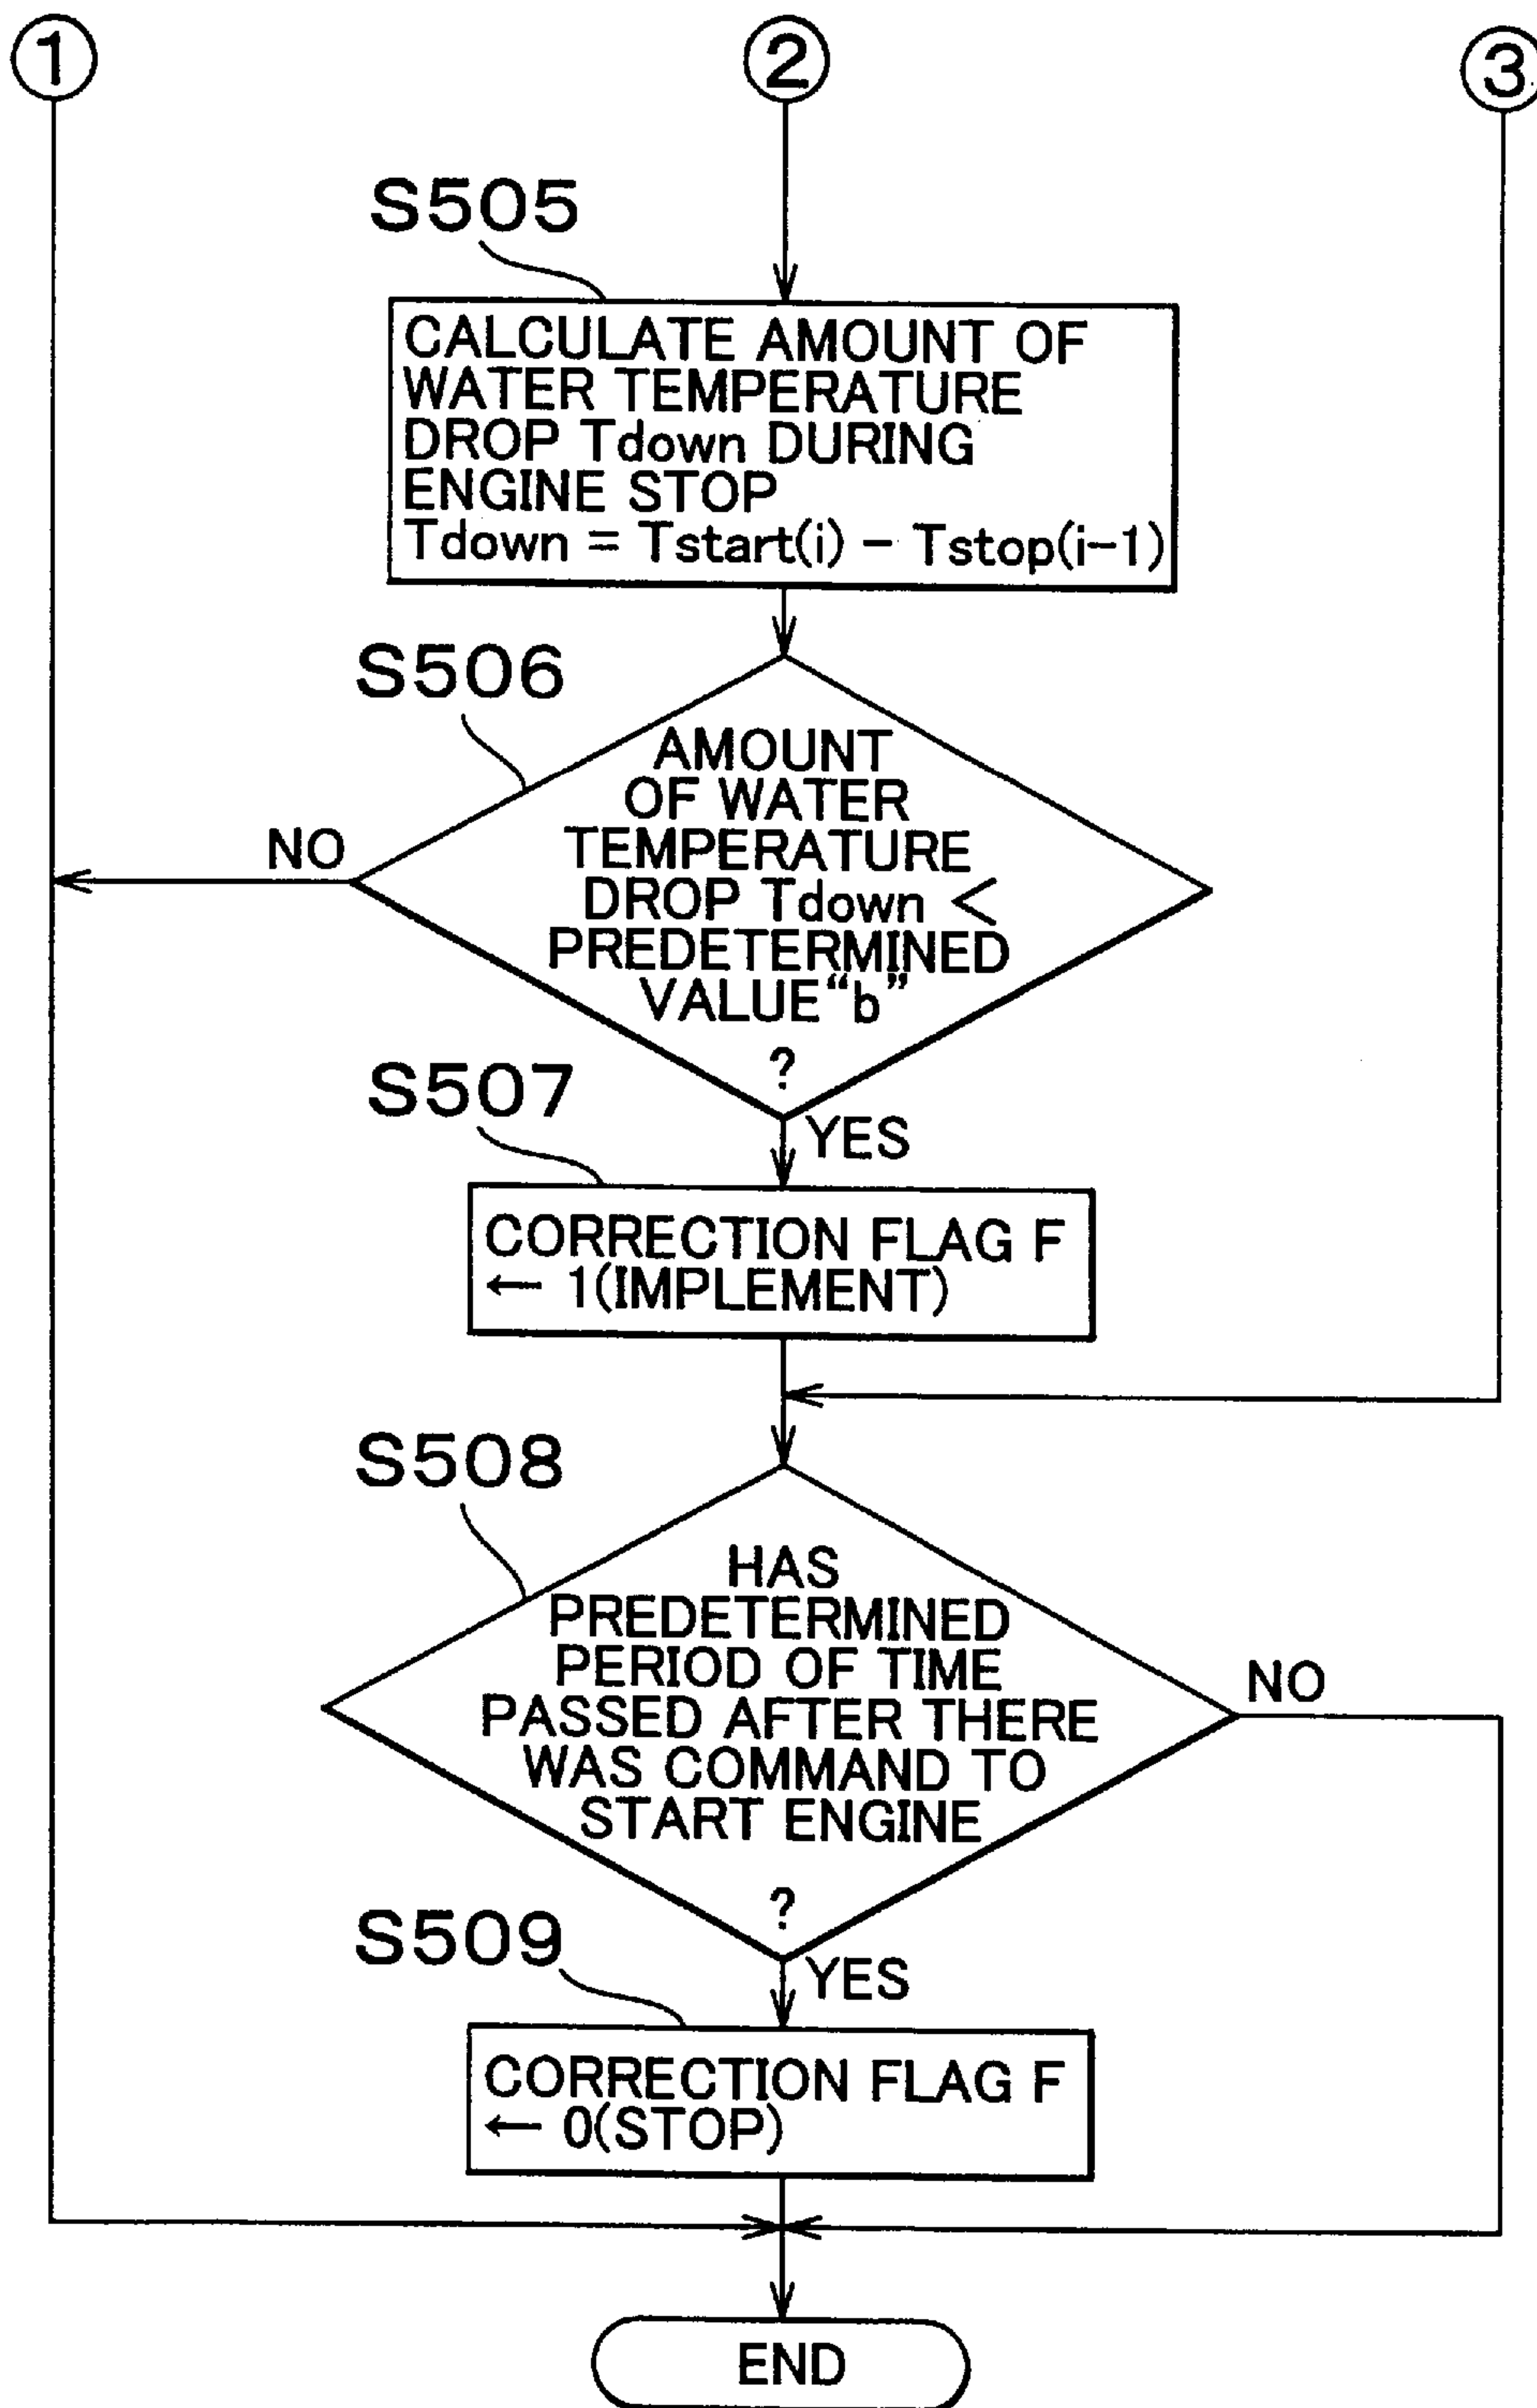 ① ② ③
S505
CALCULATE AMOUNT OF
WATER TEMPERATURE
DROP Tdown DURING
ENGINE STOP
Tdown = Tstart(i) − Tstop(i−1)
S506
AMOUNT
OF WATER
TEMPERATURE
DROP Tdown <
PREDETERMINED
VALUE“b”
?
NO
YES
S507
CORRECTION FLAG F
← 1(IMPLEMENT)
S508
HAS
PREDETERMINED
PERIOD OF TIME
PASSED AFTER THERE
WAS COMMAND TO
START ENGINE
?
NO
YES
S509
CORRECTION FLAG F
← 0(STOP)
END